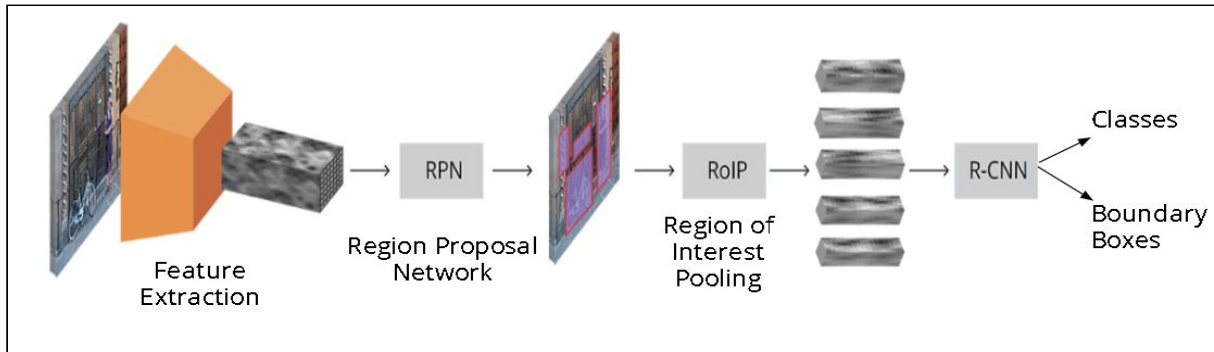 Feature
Extraction
RPN
Region Proposal
Network
RoIP
Region of
Interest
Pooling
R-CNN
Classes
Boundary
Boxes